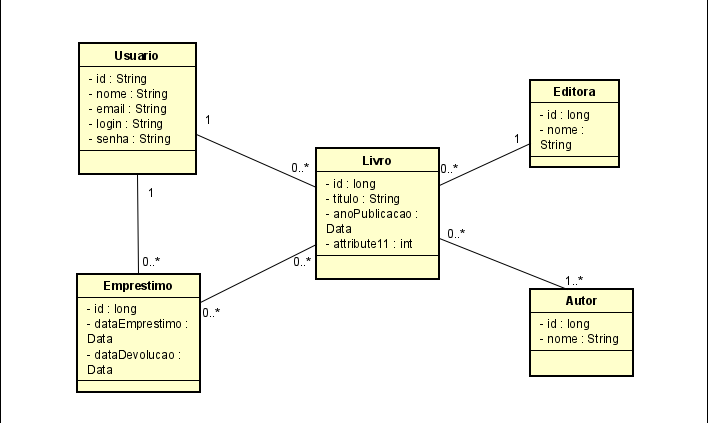 Usuario
- id : String
- nome : String
- email : String
- login : String
- senha : String
1
0..*
1
0..*
Livro
- id : long
- titulo : String
- anoPublicacao :
Data
- attribute11 : int
Editora
- id : long
- nome :
String
1
0..*
0..*
1..*
Autor
- id : long
- nome : String
0..*
0..*
Emprestimo
- id : long
- dataEmprestimo :
Data
- dataDevolucao :
Data